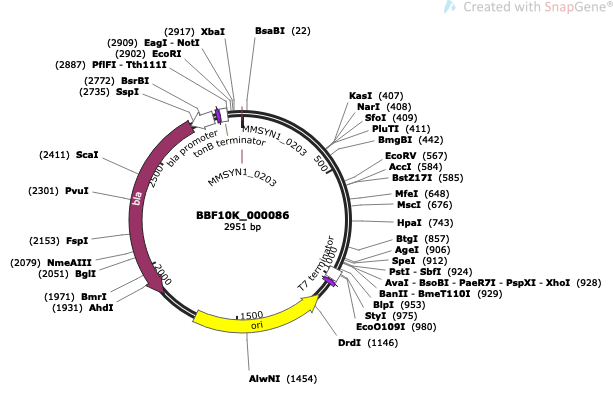 Created with SnapGene®
(2917) XbaI
BsaBI (22)
(2909) EagI - NotI
(2902) EcoRI
(2887) PflFI - Tth111I
(2772) BsrBI
(2735) SspI
KasI (407)
NarI (408)
SfoI (409)
PluTI (411)
BmgBI (442)
EcoRV (567)
AccI (584)
BstZ17I (585)
MfeI (648)
MscI (676)
HpaI (743)
BtgI (857)
AgeI (906)
SpeI (912)
PstI - SbfI (924)
AvaI - BsoBI - PaeR7I - PspXI - XhoI (928)
BanII - BmeT110I (929)
BlpI (953)
StyI (975)
EcoO109I (980)
DrdI (1146)
AlwNI (1454)
(2411) ScaI
(2301) PvuI
(2153) FspI
(2079) NmeAIII
(2051) BglI
(1971) BmrI
(1931) AhdI
bla promoter
tonB terminator
MMSYN1_0203
MMSYN1_0203
500
1000
1500
2000
2500
bla
T7 terminator
ori
BBF10K_000086
2951 bp